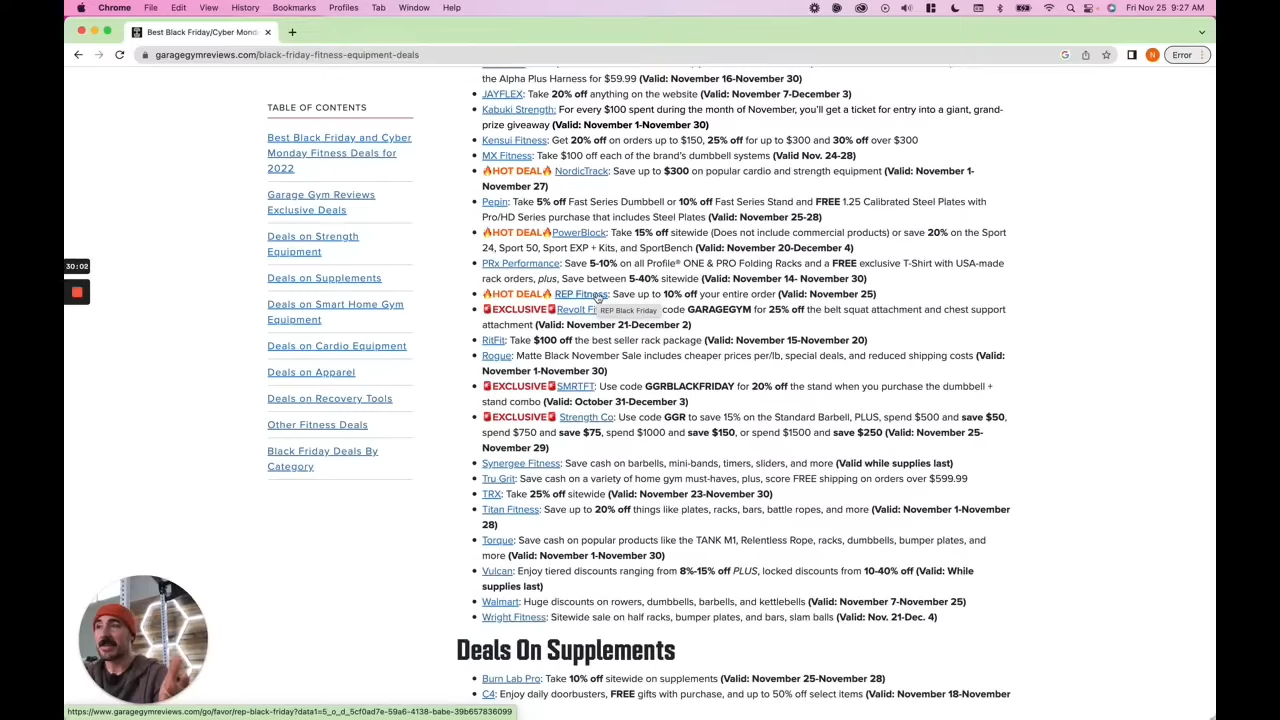 Chrome File Edit View History Bookmarks Profiles Tab Window Help Fri Nov 25 9:27 AM
Best Black Friday/Cyber Mond
garagegymreviews.com/black-friday-fitness-equipment-deals
N Error
TABLE OF CONTENTS
Best Black Friday and Cyber
Monday Fitness Deals for
2022
Garage Gym Reviews
Exclusive Deals
Deals on Strength
Equipment
Deals on Supplements
Deals on Smart Home Gym
Equipment
Deals on Cardio Equipment
Deals on Apparel
Deals on Recovery Tools
Other Fitness Deals
Black Friday Deals By
Category
30:02
the Alpha Plus Harness for $59.99 (Valid: November 16-November 30)
JAYFLEX: Take 20% off anything on the website (Valid: November 7-December 3)
Kabuki Strength: For every $100 spent during the month of November, you'll get a ticket for entry into a giant, grand-
prize giveaway (Valid: November 1-November 30)
Kensui Fitness: Get 20% off on orders up to $150, 25% off for up to $300 and 30% off over $300
MX Fitness: Take $100 off each of the brand's dumbbell systems (Valid Nov. 24-28)
🔥HOT DEAL🔥 NordicTrack: Save up to $300 on popular cardio and strength equipment (Valid: November 1-
November 27)
Pepin: Take 5% off Fast Series Dumbbell or 10% off Fast Series Stand and FREE 1.25 Calibrated Steel Plates with
Pro/HD Series purchase that includes Steel Plates (Valid: November 25-28)
🔥HOT DEAL🔥PowerBlock: Take 15% off sitewide (Does not include commercial products) or save 20% on the Sport
24, Sport 50, Sport EXP + Kits, and SportBench (Valid: November 20-December 4)
PRx Performance: Save 5-10% on all Profile® ONE & PRO Folding Racks and a FREE exclusive T-Shirt with USA-made
rack orders, plus, Save between 5-40% sitewide (Valid: November 14- November 30)
🔥HOT DEAL🔥 REP Fitness: Save up to 10% off your entire order (Valid: November 25)
🚨EXCLUSIVE🚨Revolt Fi REP Black Friday code GARAGEGYM for 25% off the belt squat attachment and chest support
attachment (Valid: November 21-December 2)
RitFit: Take $100 off the best seller rack package (Valid: November 15-November 20)
Rogue: Matte Black November Sale includes cheaper prices per/lb, special deals, and reduced shipping costs (Valid:
November 1-November 30)
🚨EXCLUSIVE🚨SMRTFT: Use code GGRBLACKFRIDAY for 20% off the stand when you purchase the dumbbell +
stand combo (Valid: October 31-December 3)
🚨EXCLUSIVE🚨 Strength Co: Use code GGR to save 15% on the Standard Barbell, PLUS, spend $500 and save $50,
spend $750 and save $75, spend $1000 and save $150, or spend $1500 and save $250 (Valid: November 25-
November 29)
Synergee Fitness: Save cash on barbells, mini-bands, timers, sliders, and more (Valid while supplies last)
Tru Grit: Save cash on a variety of home gym must-haves, plus, score FREE shipping on orders over $599.99
TRX: Take 25% off sitewide (Valid: November 23-November 30)
Titan Fitness: Save up to 20% off things like plates, racks, bars, battle ropes, and more (Valid: November 1-November
28)
Torque: Save cash on popular products like the TANK M1, Relentless Rope, racks, dumbbells, bumper plates, and
more (Valid: November 1-November 30)
Vulcan: Enjoy tiered discounts ranging from 8%-15% off PLUS, locked discounts from 10-40% off (Valid: While
supplies last)
Walmart: Huge discounts on rowers, dumbbells, barbells, and kettlebells (Valid: November 7-November 25)
Wright Fitness: Sitewide sale on half racks, bumper plates, and bars, slam balls (Valid: Nov. 21-Dec. 4)
Deals On Supplements
Burn Lab Pro: Take 10% off sitewide on supplements (Valid: November 25-November 28)
C4: Enjoy daily doorbusters, FREE gifts with purchase, and up to 50% off select items (Valid: November 18-November
https://www.garagegymreviews.com/go/favor/rep-black-friday?data1=5_o_d_5cf0ad7e-59a6-4138-babe-39b657836099